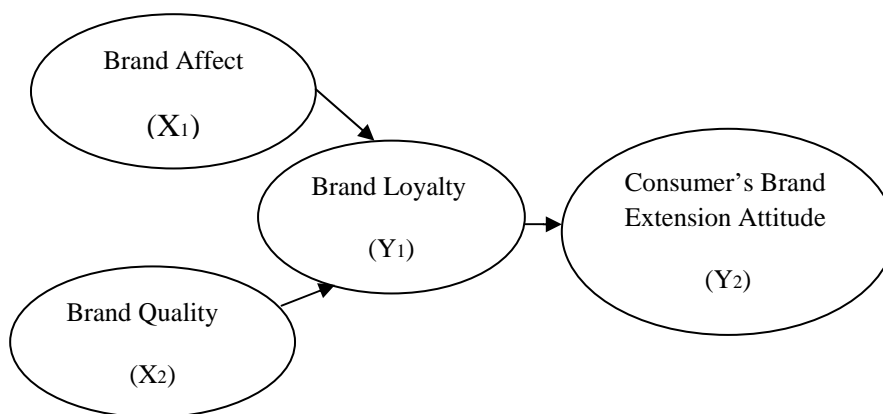 Brand Affect
(X₁)
Brand Loyalty
(Y₁)
Consumer’s Brand
Extension Attitude
(Y₂)
Brand Quality
(X₂)